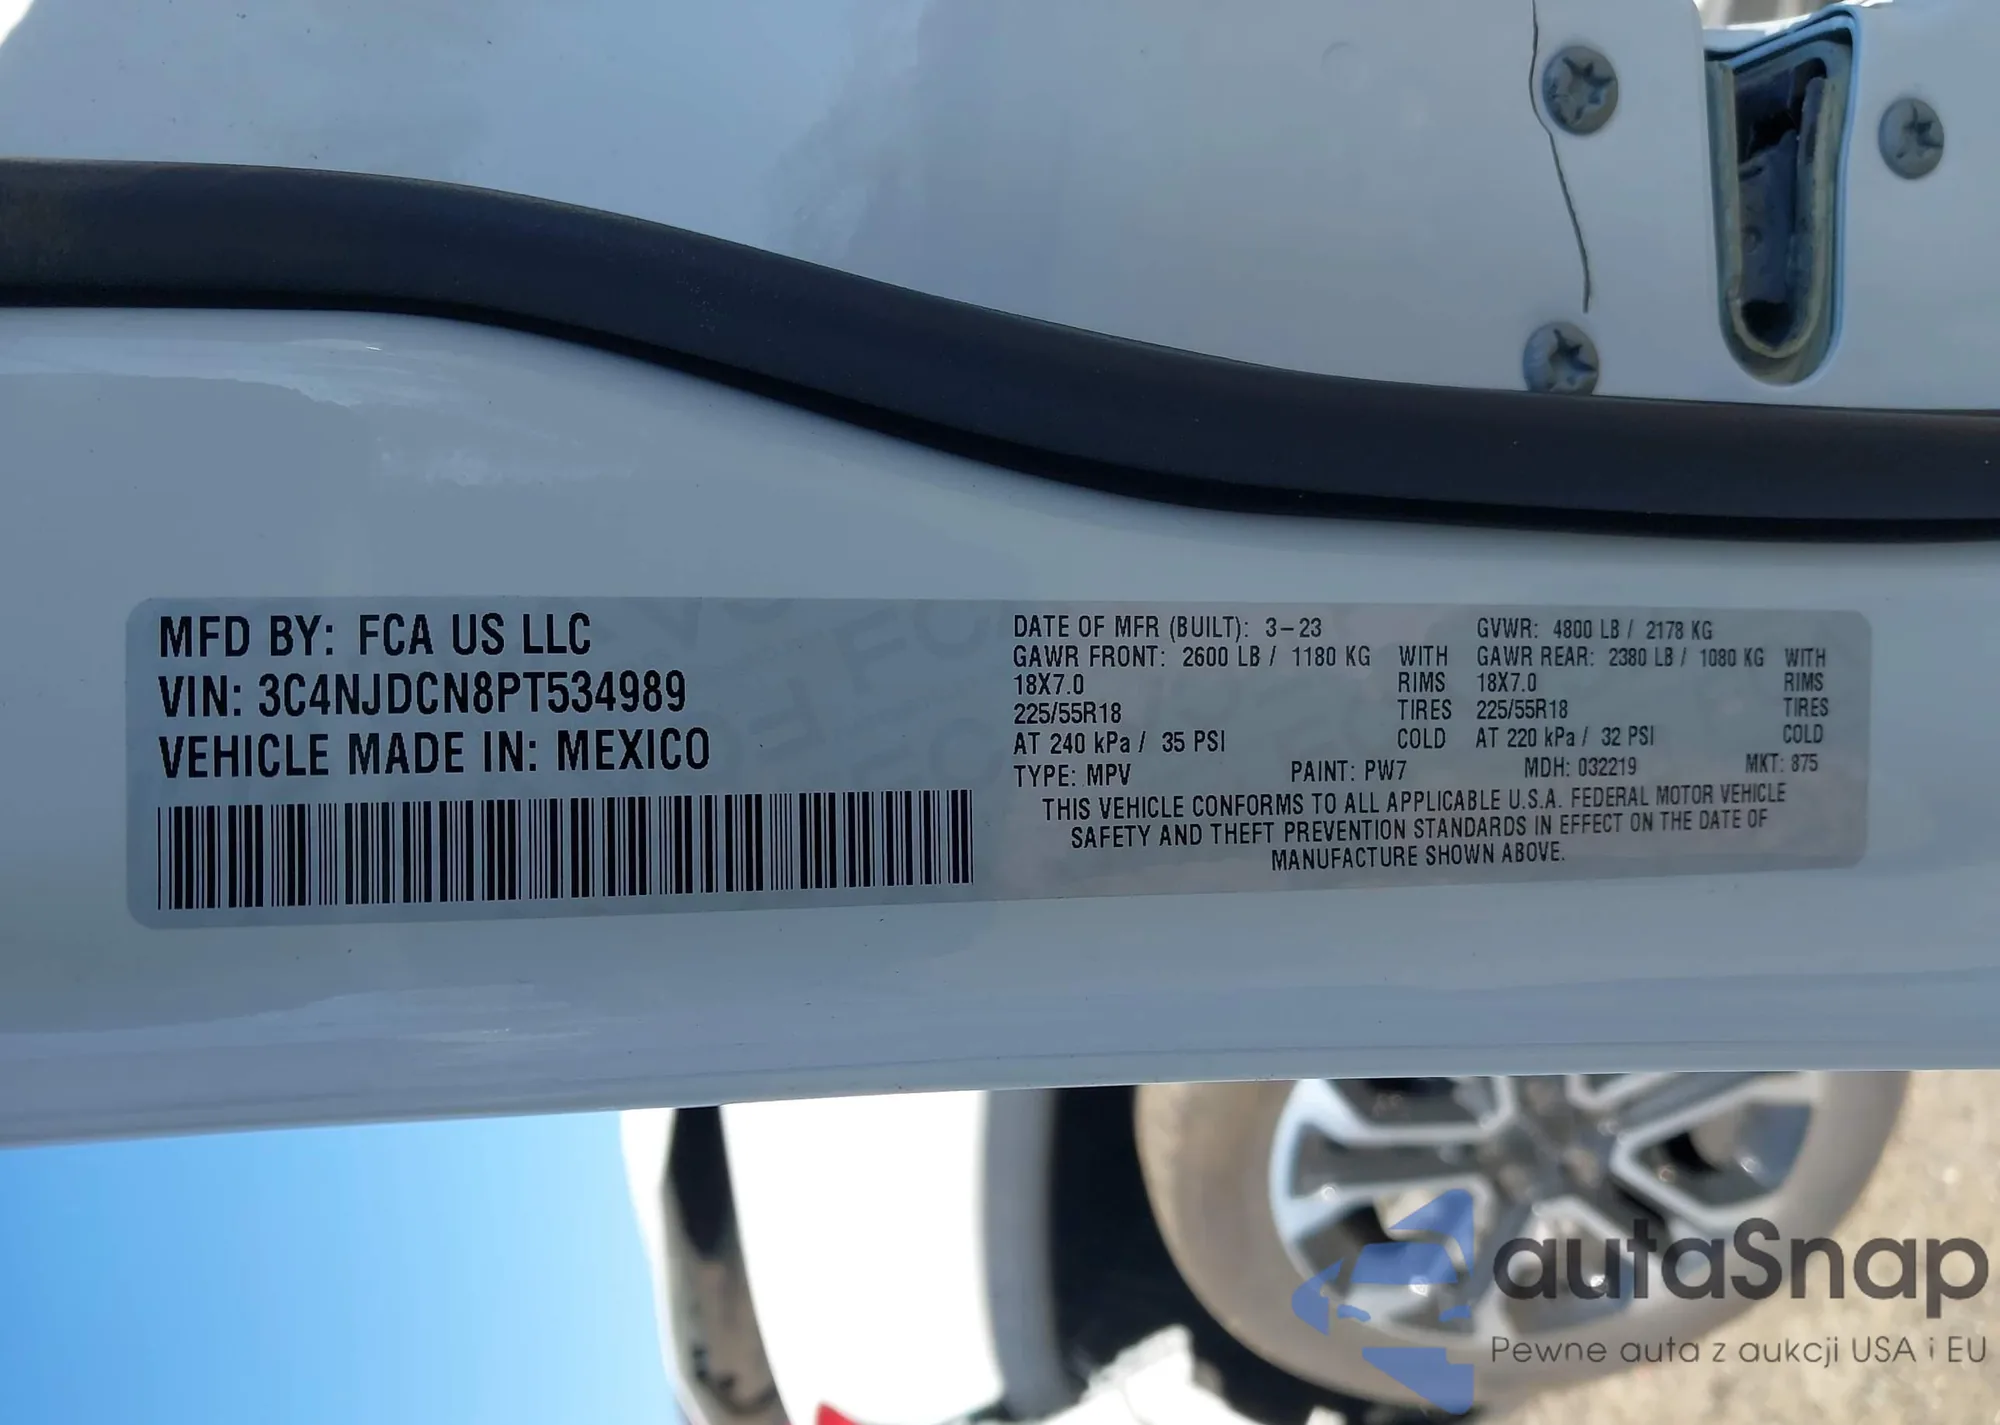 MFD BY: FCA US LLC
VIN: 3C4NJDCN8PT534989
VEHICLE MADE IN: MEXICO
DATE OF MFR (BUILT): 3-23 GVWR: 4800 LB / 2178 KG
GAWR FRONT: 2600 LB / 1180 KG WITH GAWR REAR: 2380 LB / 1080 KG WITH
18X7.0 RIMS 18X7.0 RIMS
225/55R18 TIRES 225/55R18 TIRES
AT 240 kPa / 35 PSI COLD AT 220 kPa / 32 PSI COLD
TYPE: MPV PAINT: PW7 MDH: 032219 MKT: 875
THIS VEHICLE CONFORMS TO ALL APPLICABLE U.S.A. FEDERAL MOTOR VEHICLE
SAFETY AND THEFT PREVENTION STANDARDS IN EFFECT ON THE DATE OF
MANUFACTURE SHOWN ABOVE.
autaSnap
Pewne auta z aukcji USA i EU